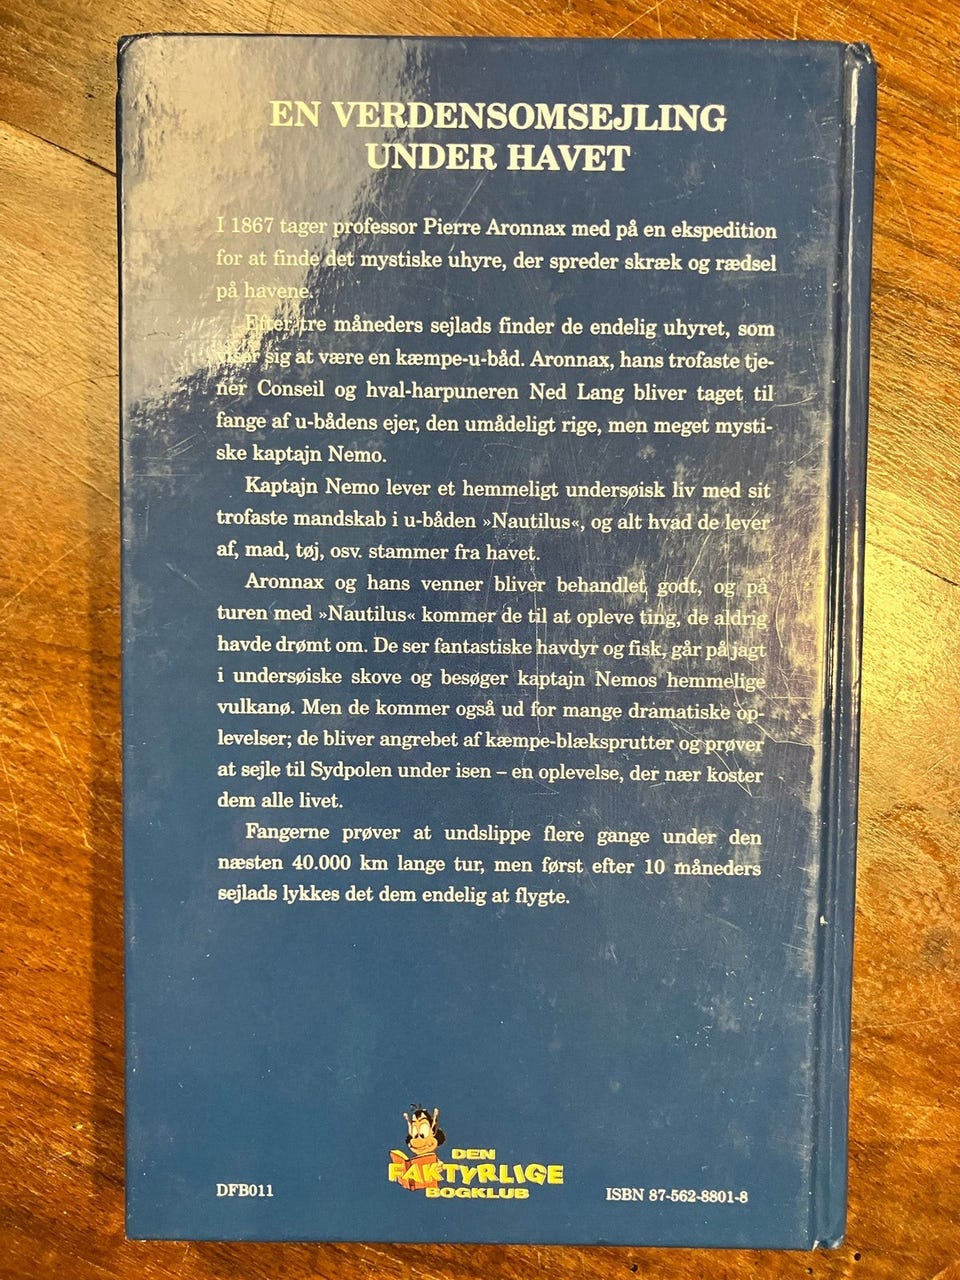 EN VERDENSOMSEJLING
UNDER HAVET
I 1867 tager professor Pierre Aronnax med på en ekspedition
for at finde det mystiske uhyre, der spreder skræk og rædsel
på havene.
Efter tre måneders sejlads finder de endelig uhyret, som
viser sig at være en kæmpe-u-båd. Aronnax, hans trofaste tje-
ner Conseil og hval-harpuneren Ned Lang bliver taget til
fange af u-bådens ejer, den umådeligt rige, men meget mysti-
ske kaptajn Nemo.
Kaptajn Nemo lever et hemmeligt undersøisk liv med sit
trofaste mandskab i u-båden »Nautilus«, og alt hvad de lever
af, mad, tøj, osv. stammer fra havet.
Aronnax og hans venner bliver behandlet godt, og på
turen med »Nautilus« kommer de til at opleve ting, de aldrig
havde drømt om. De ser fantastiske havdyr og fisk, går på jagt
i undersøiske skove og besøger kaptajn Nemos hemmelige
vulkanø. Men de kommer også ud for mange dramatiske op-
levelser; de bliver angrebet af kæmpe-blæksprutter og prøver
at sejle til Sydpolen under isen – en oplevelse, der nær koster
dem alle livet.
Fangerne prøver at undslippe flere gange under den
næsten 40.000 km lange tur, men først efter 10 måneders
sejlads lykkes det dem endelig at flygte.
DEN
FAKTYRLIGE
BOGKLUB
DFB011
ISBN 87-562-8801-8